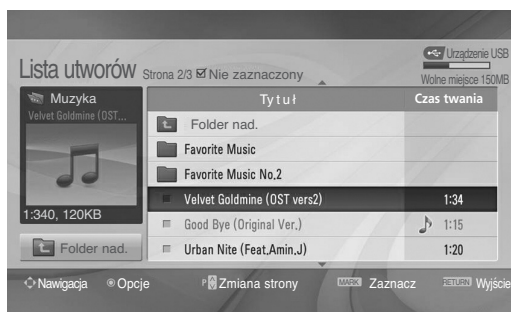 Urządzenie USB
Lista utworów Strona 2/3 Nie zaznaczony
Wolne miejsce 150MB
Muzyka
Velvet Goldmine (OST...
1:340, 120KB
Folder nad.
Tytuł Czas twania
Folder nad.
Favorite Music
Favorite Music No.2
Velvet Goldmine (OST vers2) 1:34
Good Bye (Original Ver.) 1:15
Urban Nite (Feat.Amin.J) 1:20
Nawigacja Opcje P Zmiana strony MARK Zaznacz RETURN Wyjście